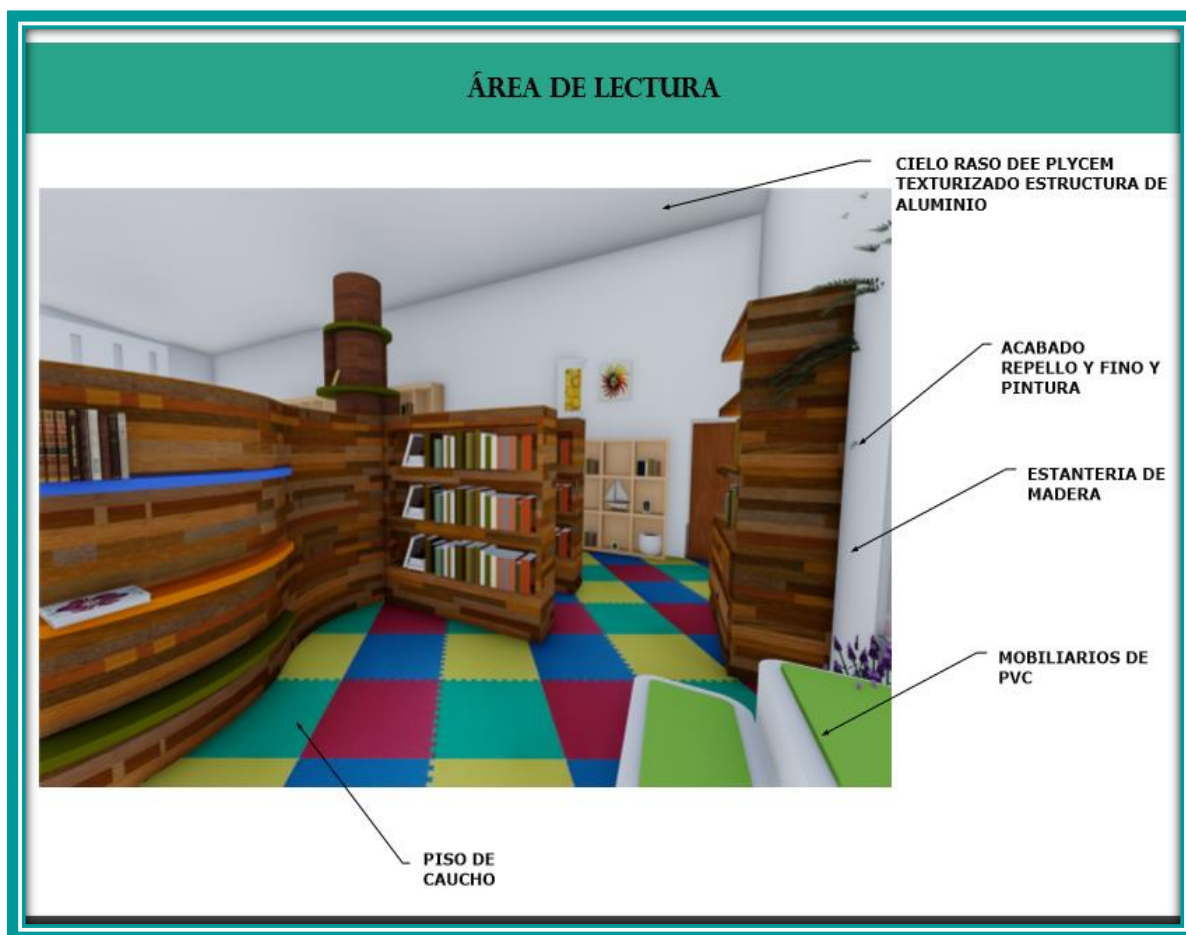 ÁREA DE LECTURA
CIELO RASO DEE PLYCEM
TEXTURIZADO ESTRUCTURA DE
ALUMINIO
ACABADO
REPELLO Y FINO Y
PINTURA
ESTANTERIA DE
MADERA
MOBILIARIOS DE
PVC
PISO DE
CAUCHO